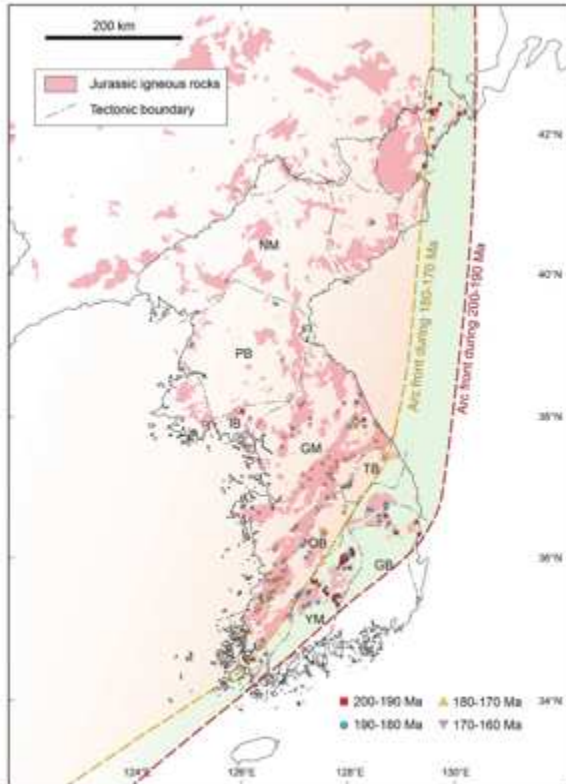 200 km
Jurassic igneous rocks
Tectonic boundary
42°N
NM
40°N
Arc front during 180-170 Ma
Arc front during 200-190 Ma
PB
38°N
IB
GM
TB
OB
36°N
GB
YM
34°N
200-190 Ma
180-170 Ma
190-180 Ma
170-160 Ma
124°E
126°E
128°E
130°E